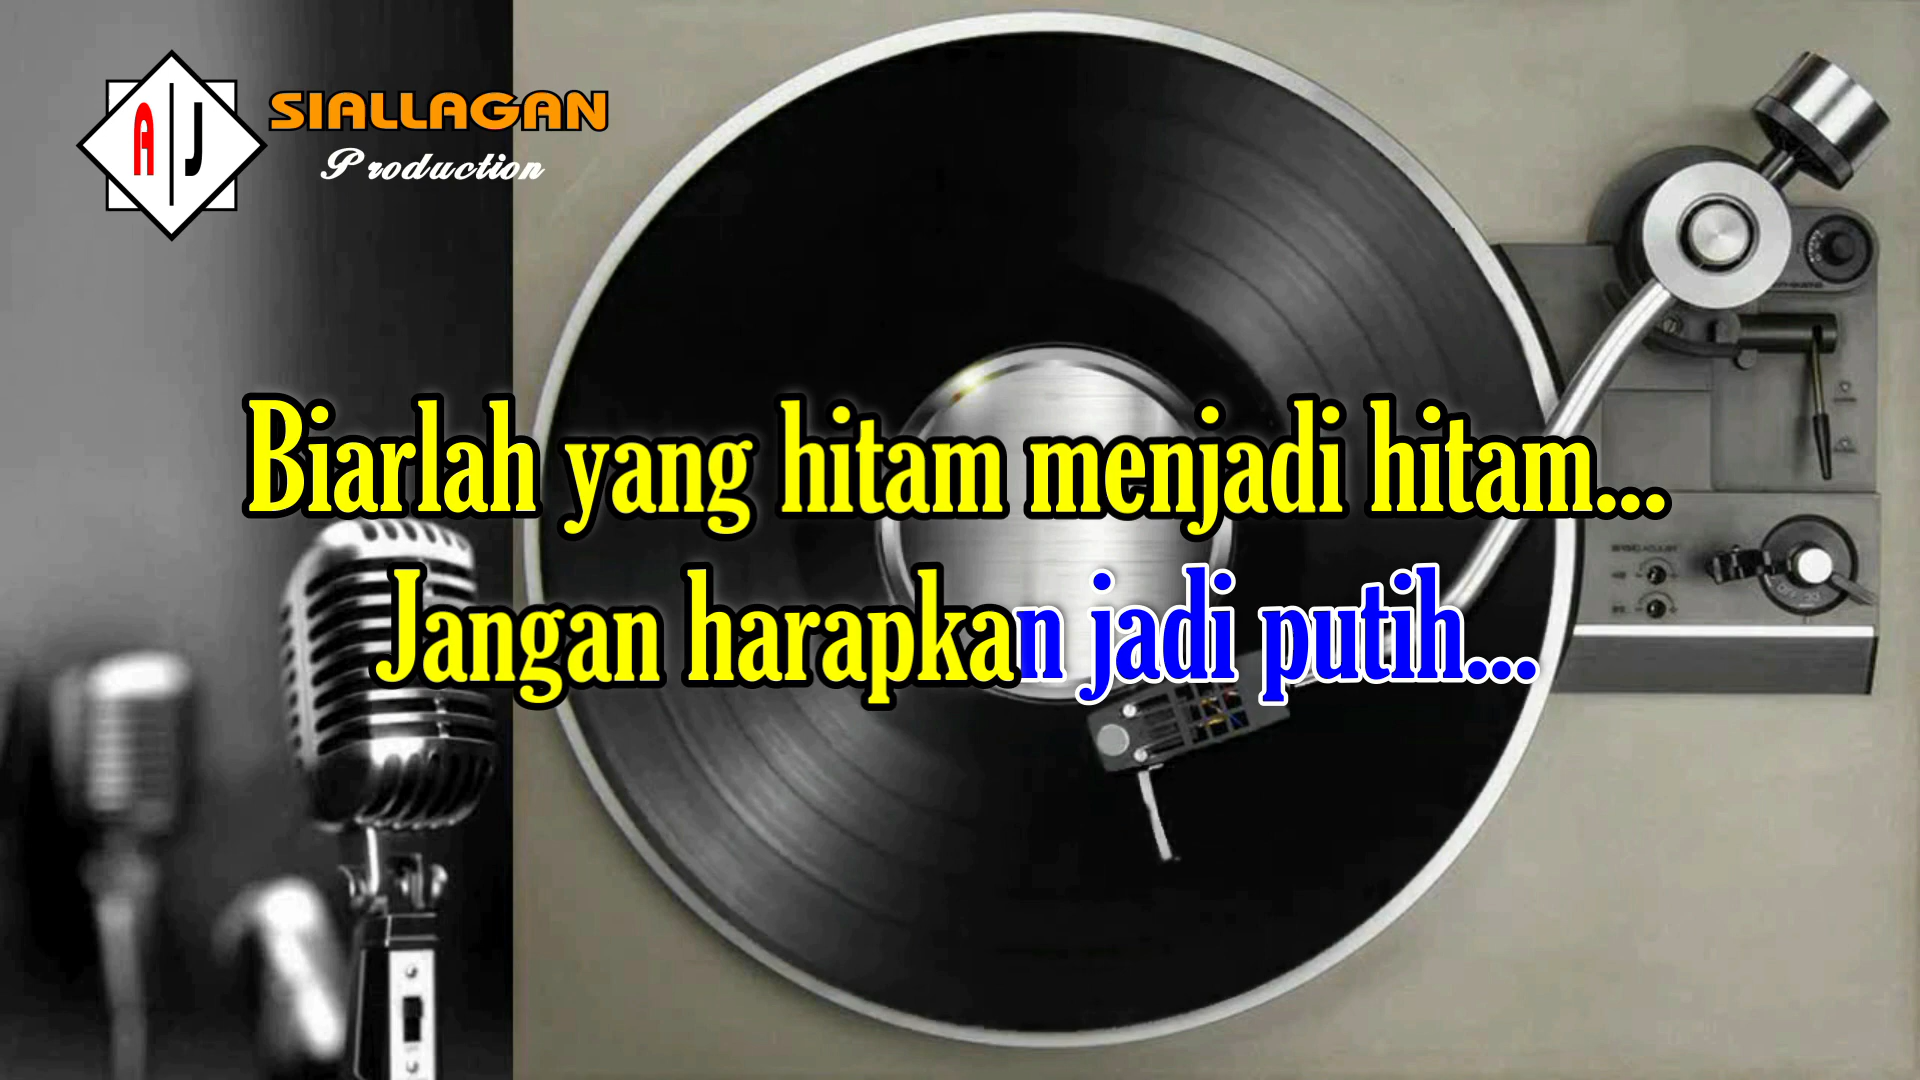 A J
SIALLAGAN
Production
Biarlah yang hitam menjadi hitam...
Jangan harapkan jadi putih...